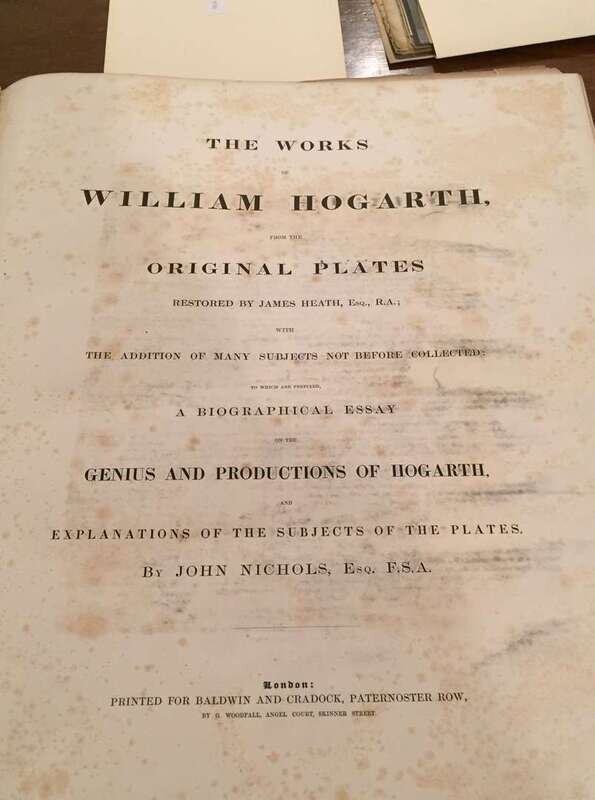 THE WORKS
OF
WILLIAM HOGARTH,
FROM THE
ORIGINAL PLATES
RESTORED BY JAMES HEATH, ESQ., R.A.;
WITH
THE ADDITION OF MANY SUBJECTS NOT BEFORE COLLECTED:
TO WHICH ARE PREFIXED,
A BIOGRAPHICAL ESSAY
ON THE
GENIUS AND PRODUCTIONS OF HOGARTH,
AND
EXPLANATIONS OF THE SUBJECTS OF THE PLATES.
BY JOHN NICHOLS, ESQ. F.S.A.
London:
PRINTED FOR BALDWIN AND CRADOCK, PATERNOSTER ROW,
BY G. WOODFALL, ANGEL COURT, SKINNER STREET.